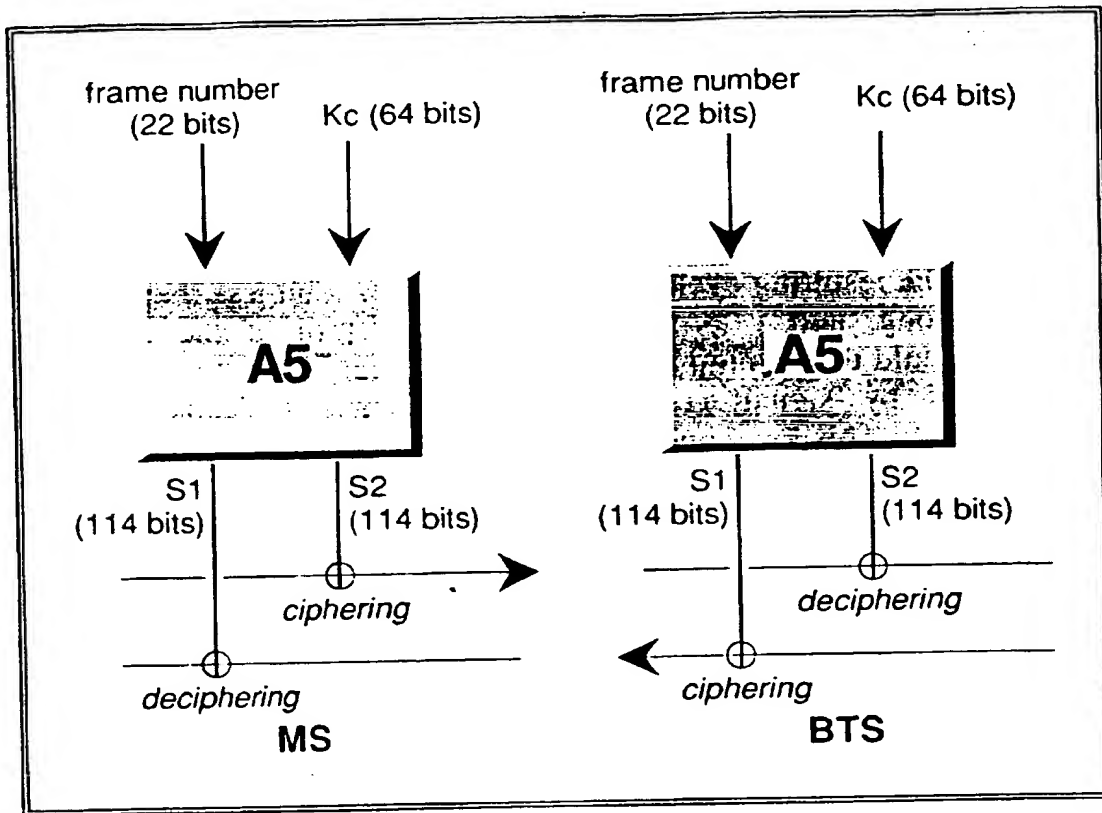 frame number
(22 bits)
Kc (64 bits)
A5
S1
(114 bits)
S2
(114 bits)
ciphering
deciphering
MS
frame number
(22 bits)
Kc (64 bits)
A5
S1
(114 bits)
S2
(114 bits)
deciphering
ciphering
BTS